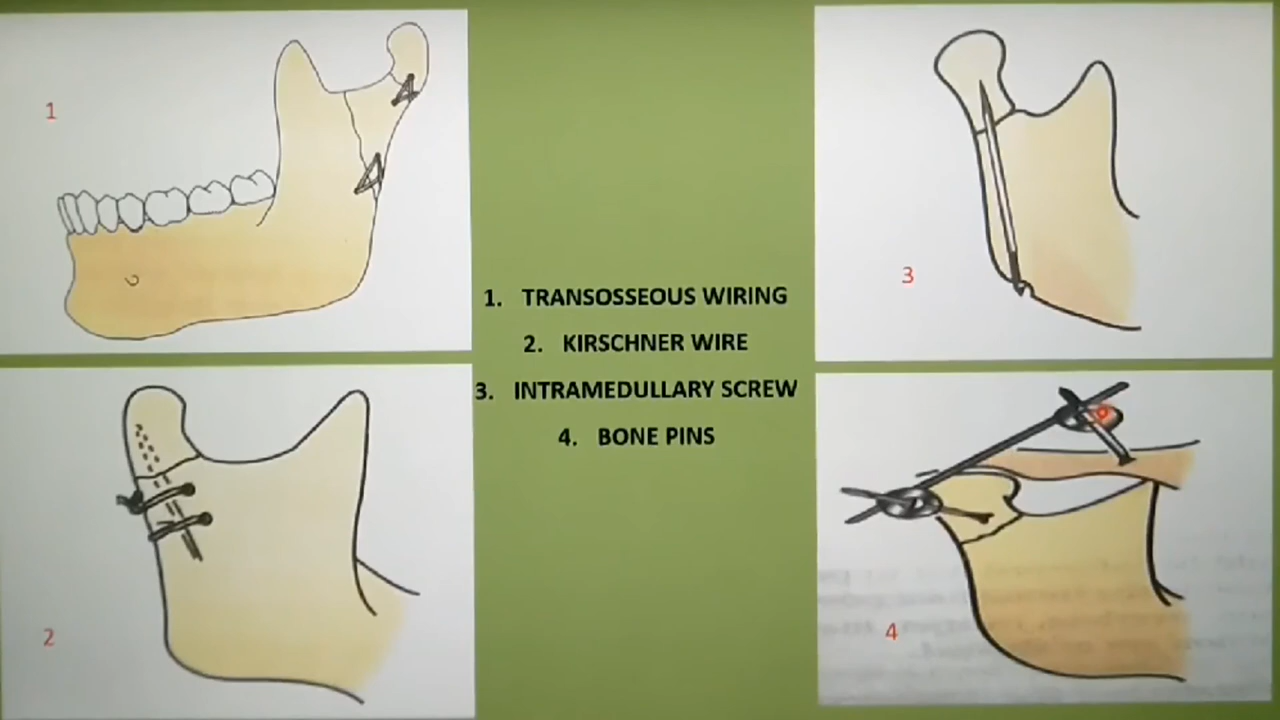 1
1. TRANSOSSEOUS WIRING
2. KIRSCHNER WIRE
3. INTRAMEDULLARY SCREW
4. BONE PINS
3
2
4